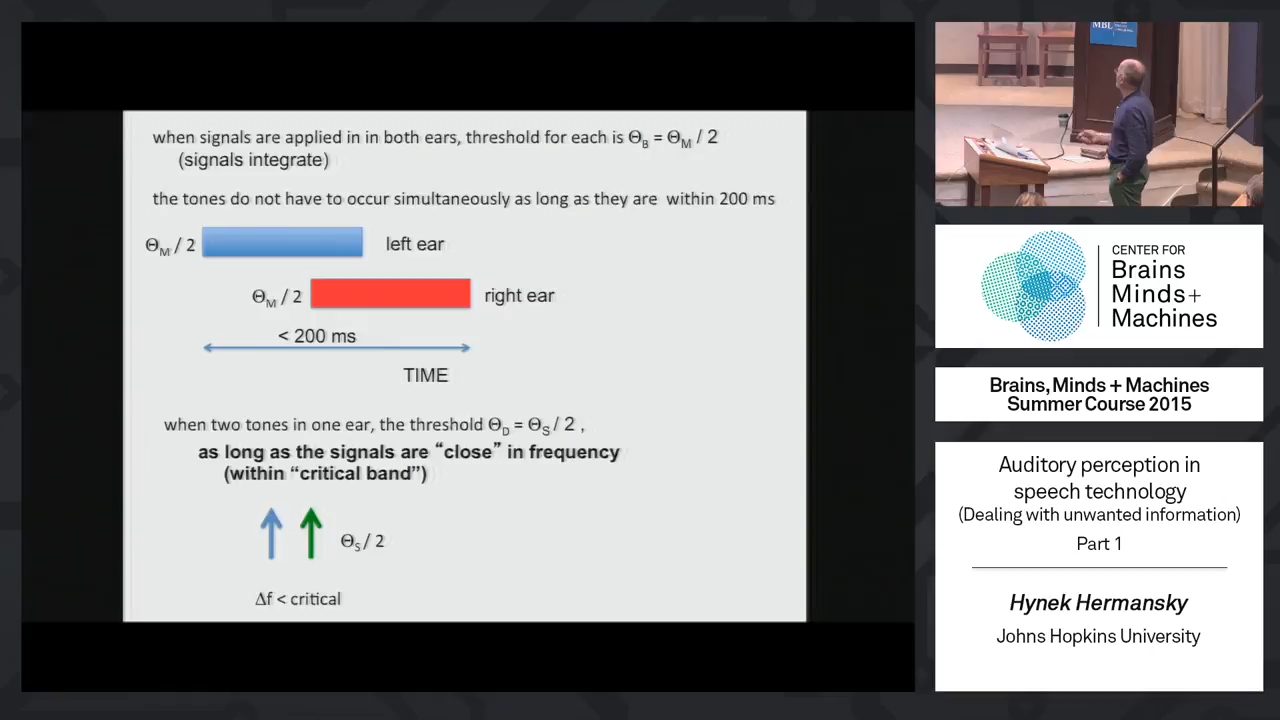 when signals are applied in in both ears, threshold for each is ΘB = ΘM / 2
(signals integrate)
the tones do not have to occur simultaneously as long as they are within 200 ms
ΘM / 2
left ear
ΘM / 2
right ear
< 200 ms
TIME
when two tones in one ear, the threshold ΘD = ΘS / 2 ,
as long as the signals are “close” in frequency
(within “critical band”)
ΘS / 2
Δf < critical
MBL
CENTER FOR
Brains
Minds+
Machines
Brains, Minds + Machines
Summer Course 2015
Auditory perception in
speech technology
(Dealing with unwanted information)
Part 1
Hynek Hermansky
Johns Hopkins University